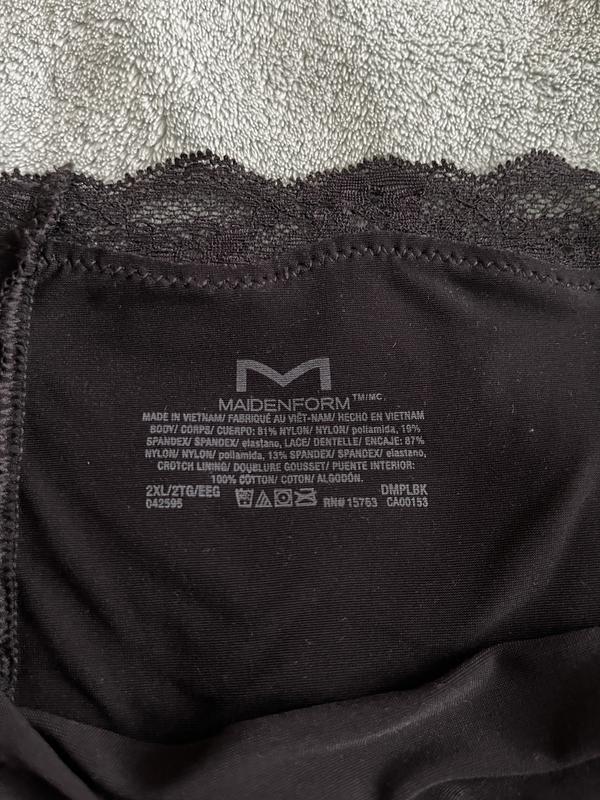 M
MAIDENFORM™/MC.
MADE IN VIETNAM/ FABRIQUÉ AU VIÊT-NAM/ HECHO EN VIETNAM
BODY/ CORPS/ CUERPO: 81% NYLON/ NYLON/ poliamida, 19%
SPANDEX/ SPANDEX/ elastano, LACE/ DENTELLE/ ENCAJE: 87%
NYLON/ NYLON/ poliamida, 13% SPANDEX/ SPANDEX/ elastano,
CROTCH LINING/ DOUBLURE GOUSSET/ PUENTE INTERIOR:
100% COTTON/ COTON/ ALGODÓN.
2XL/2TG/EEG DMPLBK
042595 RN# 15763 CA00153